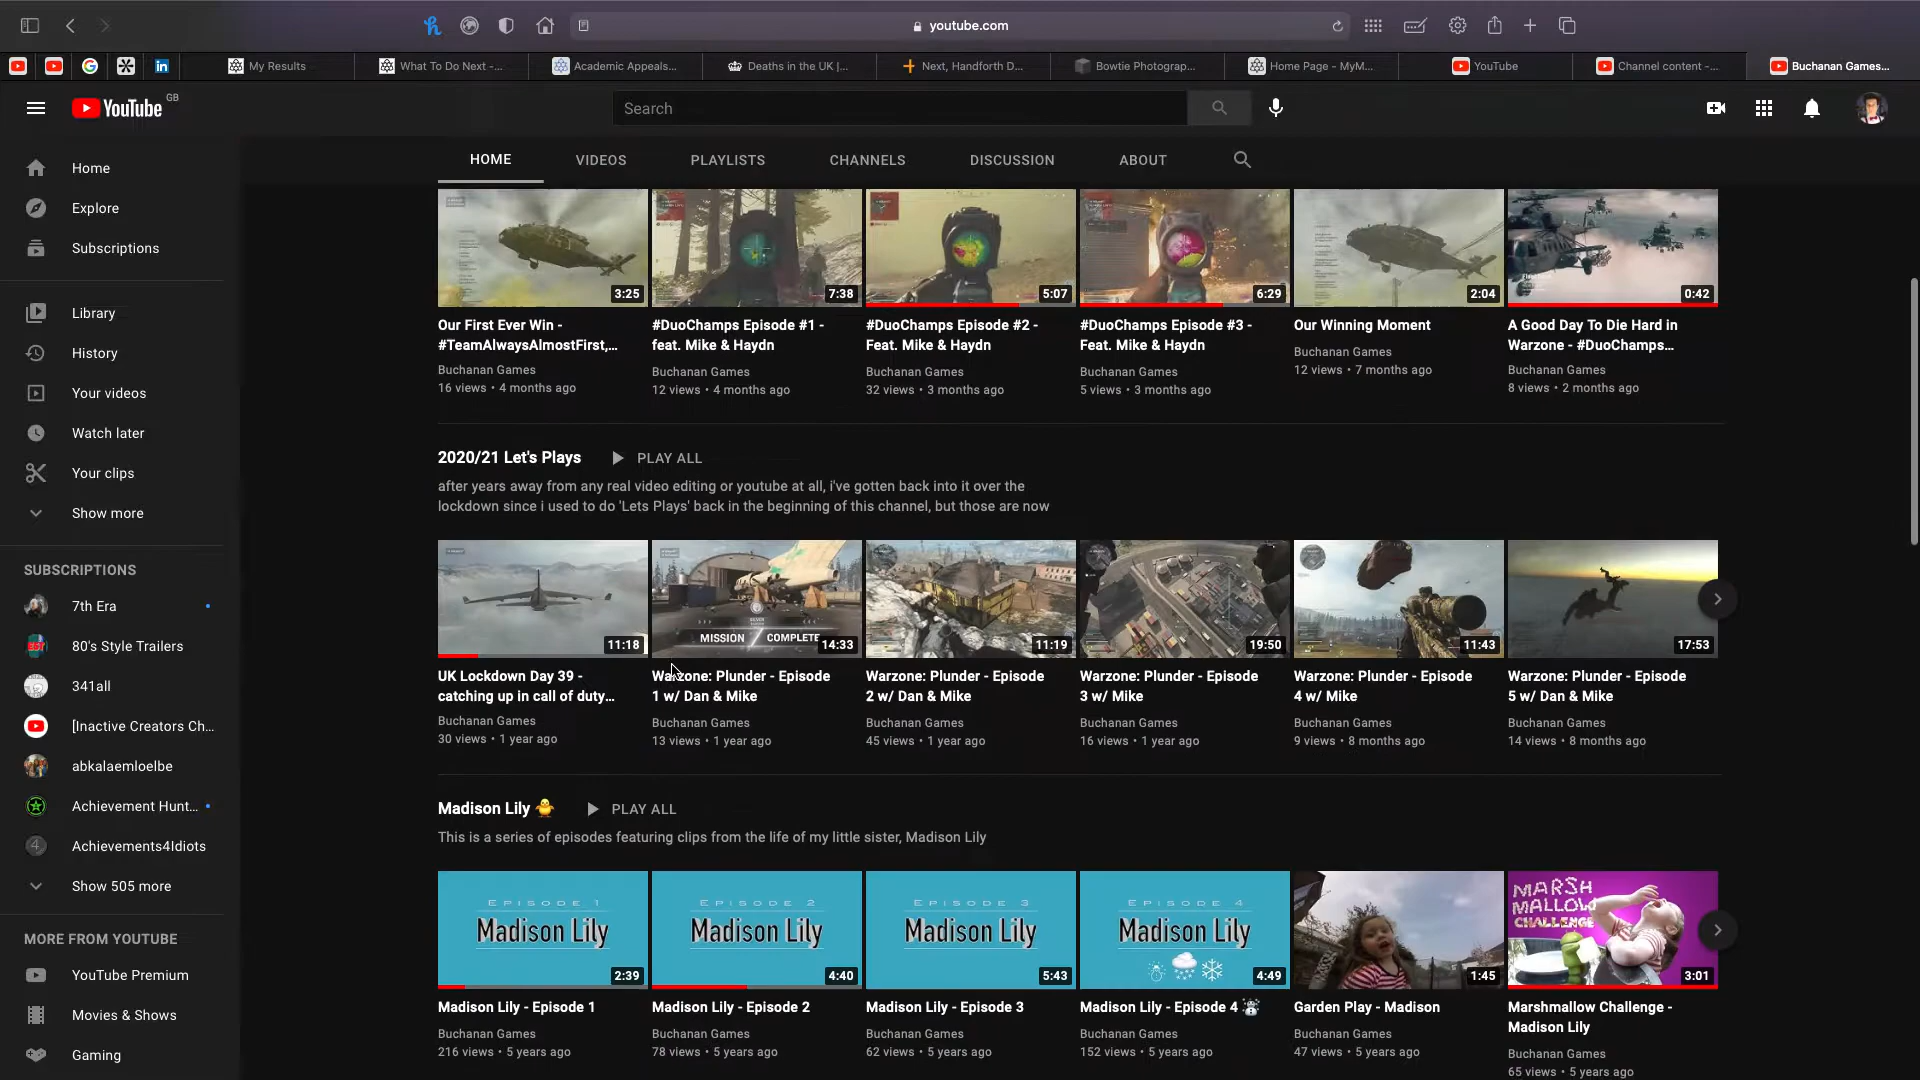 youtube.com
My Results
What To Do Next -...
Academic Appeals...
Deaths in the UK |...
Next, Handforth D...
Bowtie Photograp...
Home Page - MyM...
YouTube
Channel content -...
Buchanan Games...
YouTube GB
Search
HOME
VIDEOS
PLAYLISTS
CHANNELS
DISCUSSION
ABOUT
Home
Explore
Subscriptions
Library
History
Your videos
Watch later
Your clips
Show more
SUBSCRIPTIONS
7th Era
80's Style Trailers
341all
[Inactive Creators Ch...
abkalaemloelbe
Achievement Hunt...
Achievements4Idiots
Show 505 more
MORE FROM YOUTUBE
YouTube Premium
Movies & Shows
Gaming
3:25
Our First Ever Win -
#TeamAlwaysAlmostFirst,...
Buchanan Games
16 views • 4 months ago
7:38
#DuoChamps Episode #1 -
feat. Mike & Haydn
Buchanan Games
12 views • 4 months ago
5:07
#DuoChamps Episode #2 -
Feat. Mike & Haydn
Buchanan Games
32 views • 3 months ago
6:29
#DuoChamps Episode #3 -
Feat. Mike & Haydn
Buchanan Games
5 views • 3 months ago
2:04
Our Winning Moment
Buchanan Games
12 views • 7 months ago
0:42
A Good Day To Die Hard in
Warzone - #DuoChamps...
Buchanan Games
8 views • 2 months ago
2020/21 Let's Plays
PLAY ALL
after years away from any real video editing or youtube at all, i've gotten back into it over the
lockdown since i used to do 'Lets Plays' back in the beginning of this channel, but those are now
11:18
UK Lockdown Day 39 -
catching up in call of duty...
Buchanan Games
30 views • 1 year ago
MISSION COMPLETE
14:33
Warzone: Plunder - Episode
1 w/ Dan & Mike
Buchanan Games
13 views • 1 year ago
11:19
Warzone: Plunder - Episode
2 w/ Dan & Mike
Buchanan Games
45 views • 1 year ago
19:50
Warzone: Plunder - Episode
3 w/ Mike
Buchanan Games
16 views • 1 year ago
11:43
Warzone: Plunder - Episode
4 w/ Mike
Buchanan Games
9 views • 8 months ago
17:53
Warzone: Plunder - Episode
5 w/ Dan & Mike
Buchanan Games
14 views • 8 months ago
Madison Lily 🐥
PLAY ALL
This is a series of episodes featuring clips from the life of my little sister, Madison Lily
EPISODE 1
Madison Lily
2:39
Madison Lily - Episode 1
Buchanan Games
216 views • 5 years ago
EPISODE 2
Madison Lily
4:40
Madison Lily - Episode 2
Buchanan Games
78 views • 5 years ago
EPISODE 3
Madison Lily
5:43
Madison Lily - Episode 3
Buchanan Games
62 views • 5 years ago
EPISODE 4
Madison Lily
4:49
Madison Lily - Episode 4 ☃️
Buchanan Games
152 views • 5 years ago
1:45
Garden Play - Madison
Buchanan Games
47 views • 5 years ago
MARSH
MALLOW
CHALLENGE
3:01
Marshmallow Challenge -
Madison Lily
Buchanan Games
65 views • 5 years ago